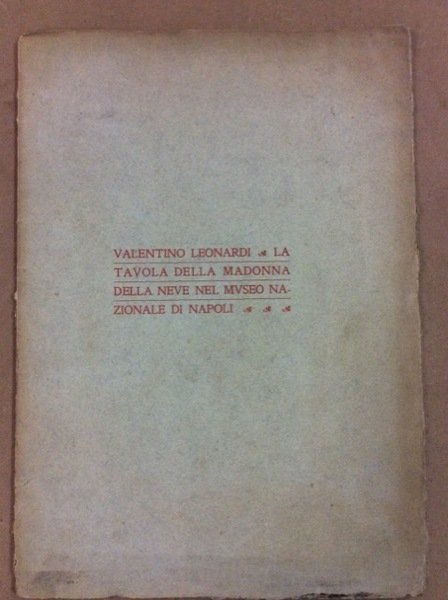 VALENTINO LEONARDI ☙ LA
TAVOLA DELLA MADONNA
DELLA NEVE NEL MVSEO NA-
ZIONALE DI NAPOLI ☙ ☙ ☙